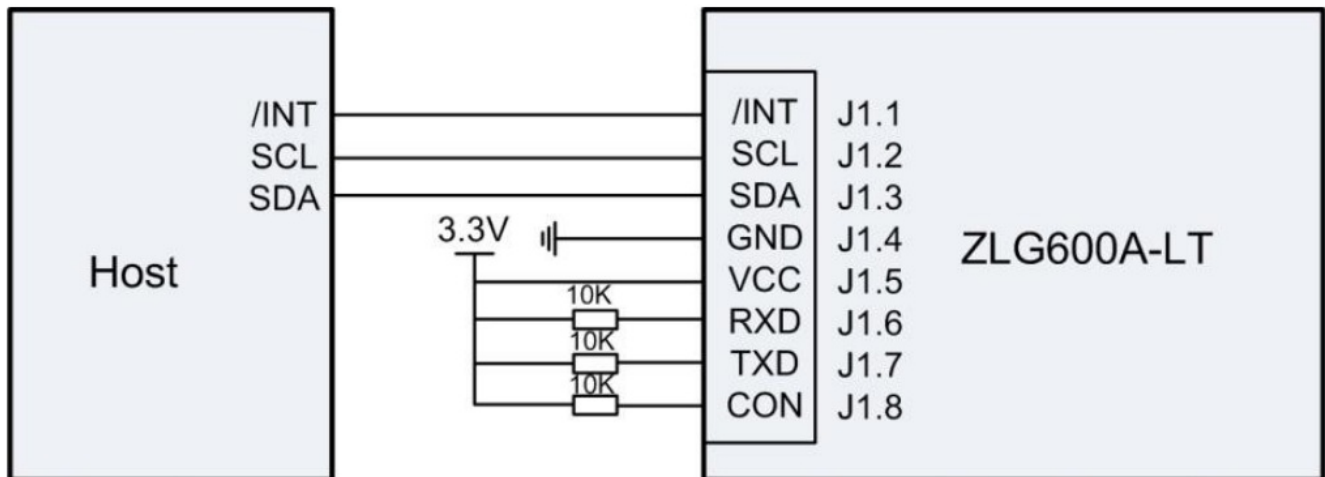 /INT /INT J1.1
SCL SCL J1.2
SDA SDA J1.3
3.3V GND J1.4
Host VCC J1.5 ZLG600A-LT
10K RXD J1.6
10K TXD J1.7
10K CON J1.8